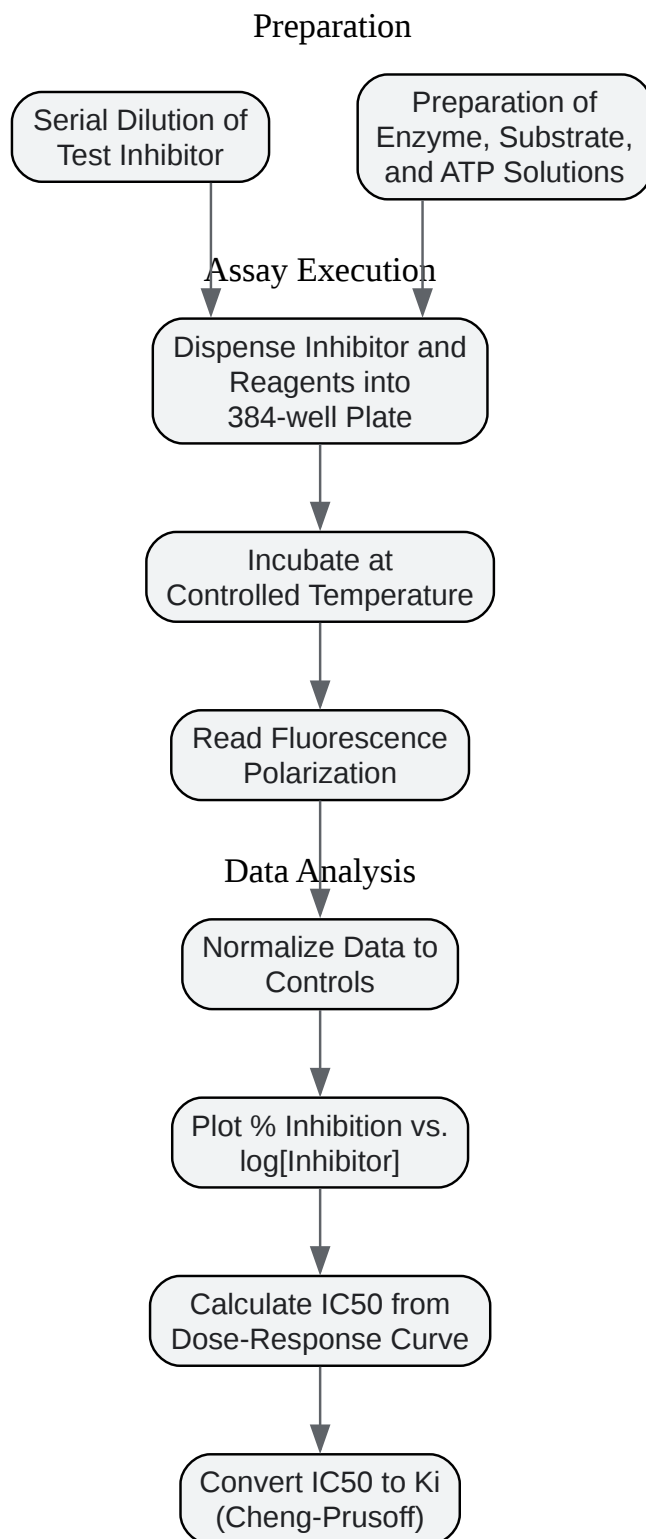 Preparation
Serial Dilution of
Test Inhibitor
Preparation of
Enzyme, Substrate,
and ATP Solutions
Assay Execution
Dispense Inhibitor and
Reagents into
384-well Plate
Incubate at
Controlled Temperature
Read Fluorescence
Polarization
Data Analysis
Normalize Data to
Controls
Plot % Inhibition vs.
log[Inhibitor]
Calculate IC50 from
Dose-Response Curve
Convert IC50 to Ki
(Cheng-Prusoff)